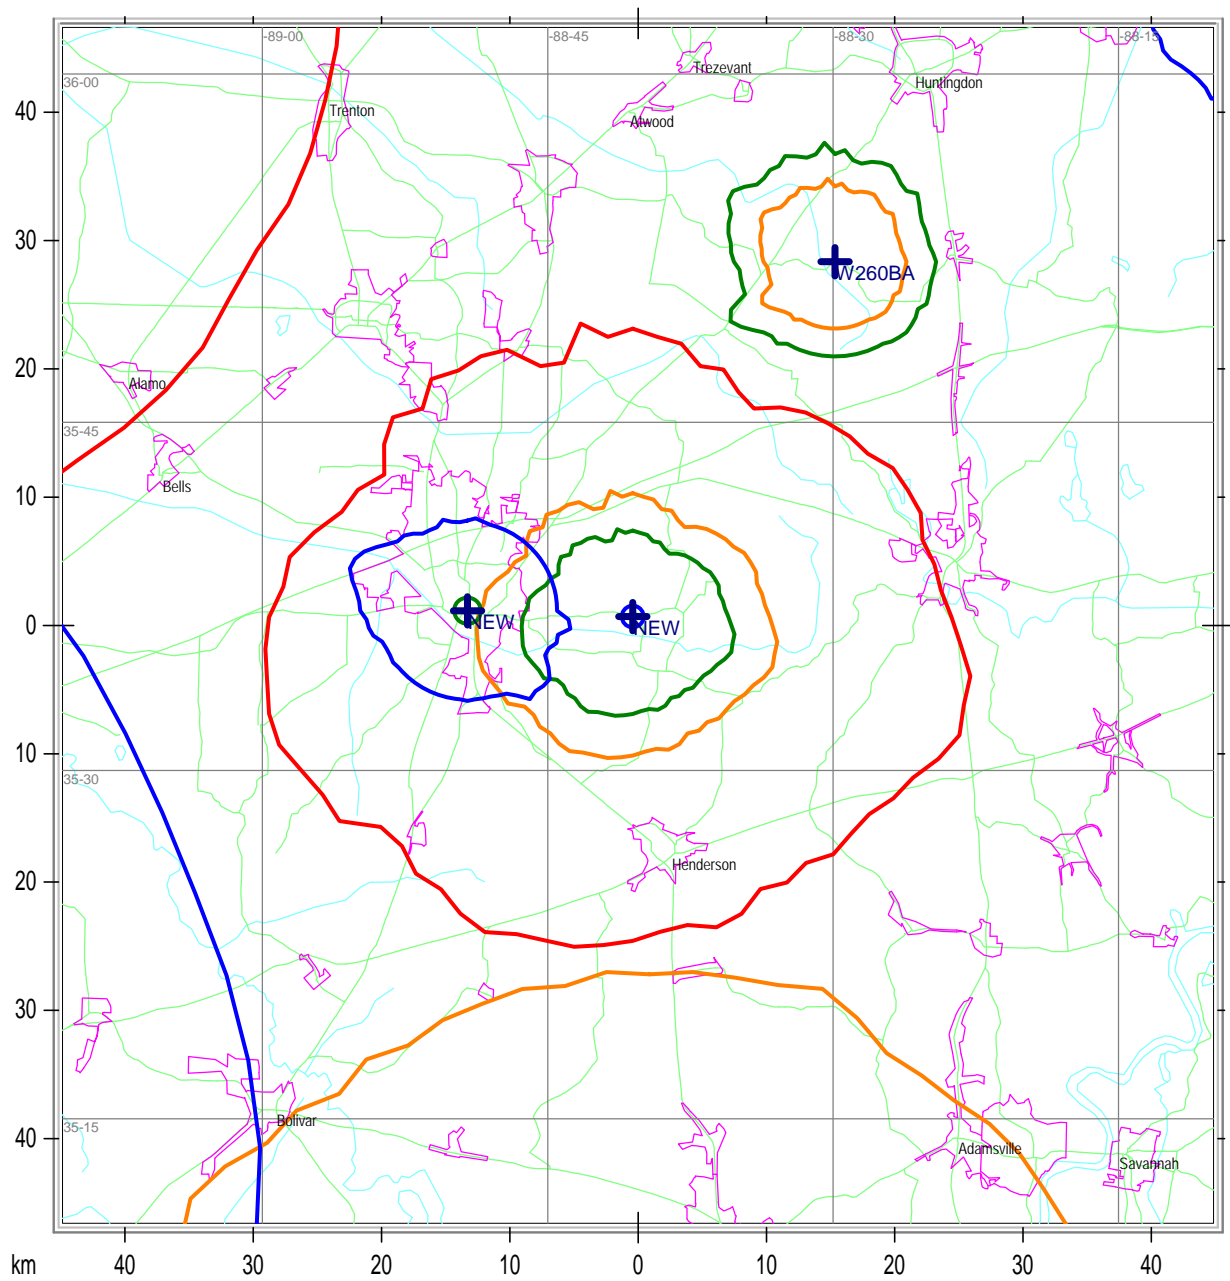 -89-00
-88-45
-88-30
-88-15
36-00
Trezevant
Huntingdon
Trenton
Atwood
40
30
W260BA
20
Alamo
35-45
Bells
10
NEW
NEW
0
10
35-30
Henderson
20
30
40
Bolivar
35-15
Adamsville
Savannah
km
40
30
20
10
0
10
20
30
40